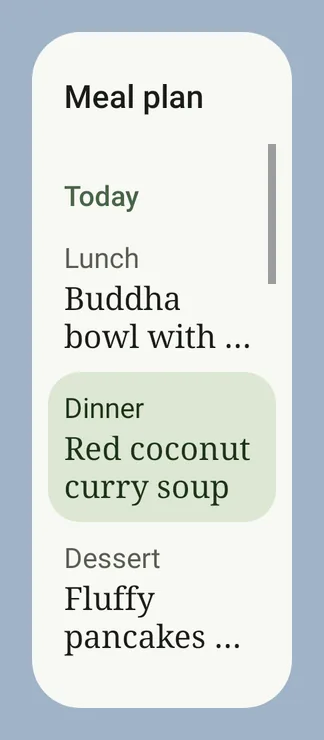 Meal plan
Today
Lunch
Buddha
bowl with ...
Dinner
Red coconut
curry soup
Dessert
Fluffy
pancakes ...